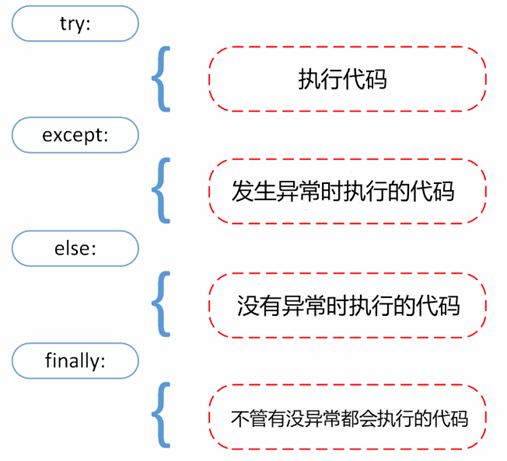 try:
执行代码
except:
发生异常时执行的代码
else:
没有异常时执行的代码
finally:
不管有没异常都会执行的代码